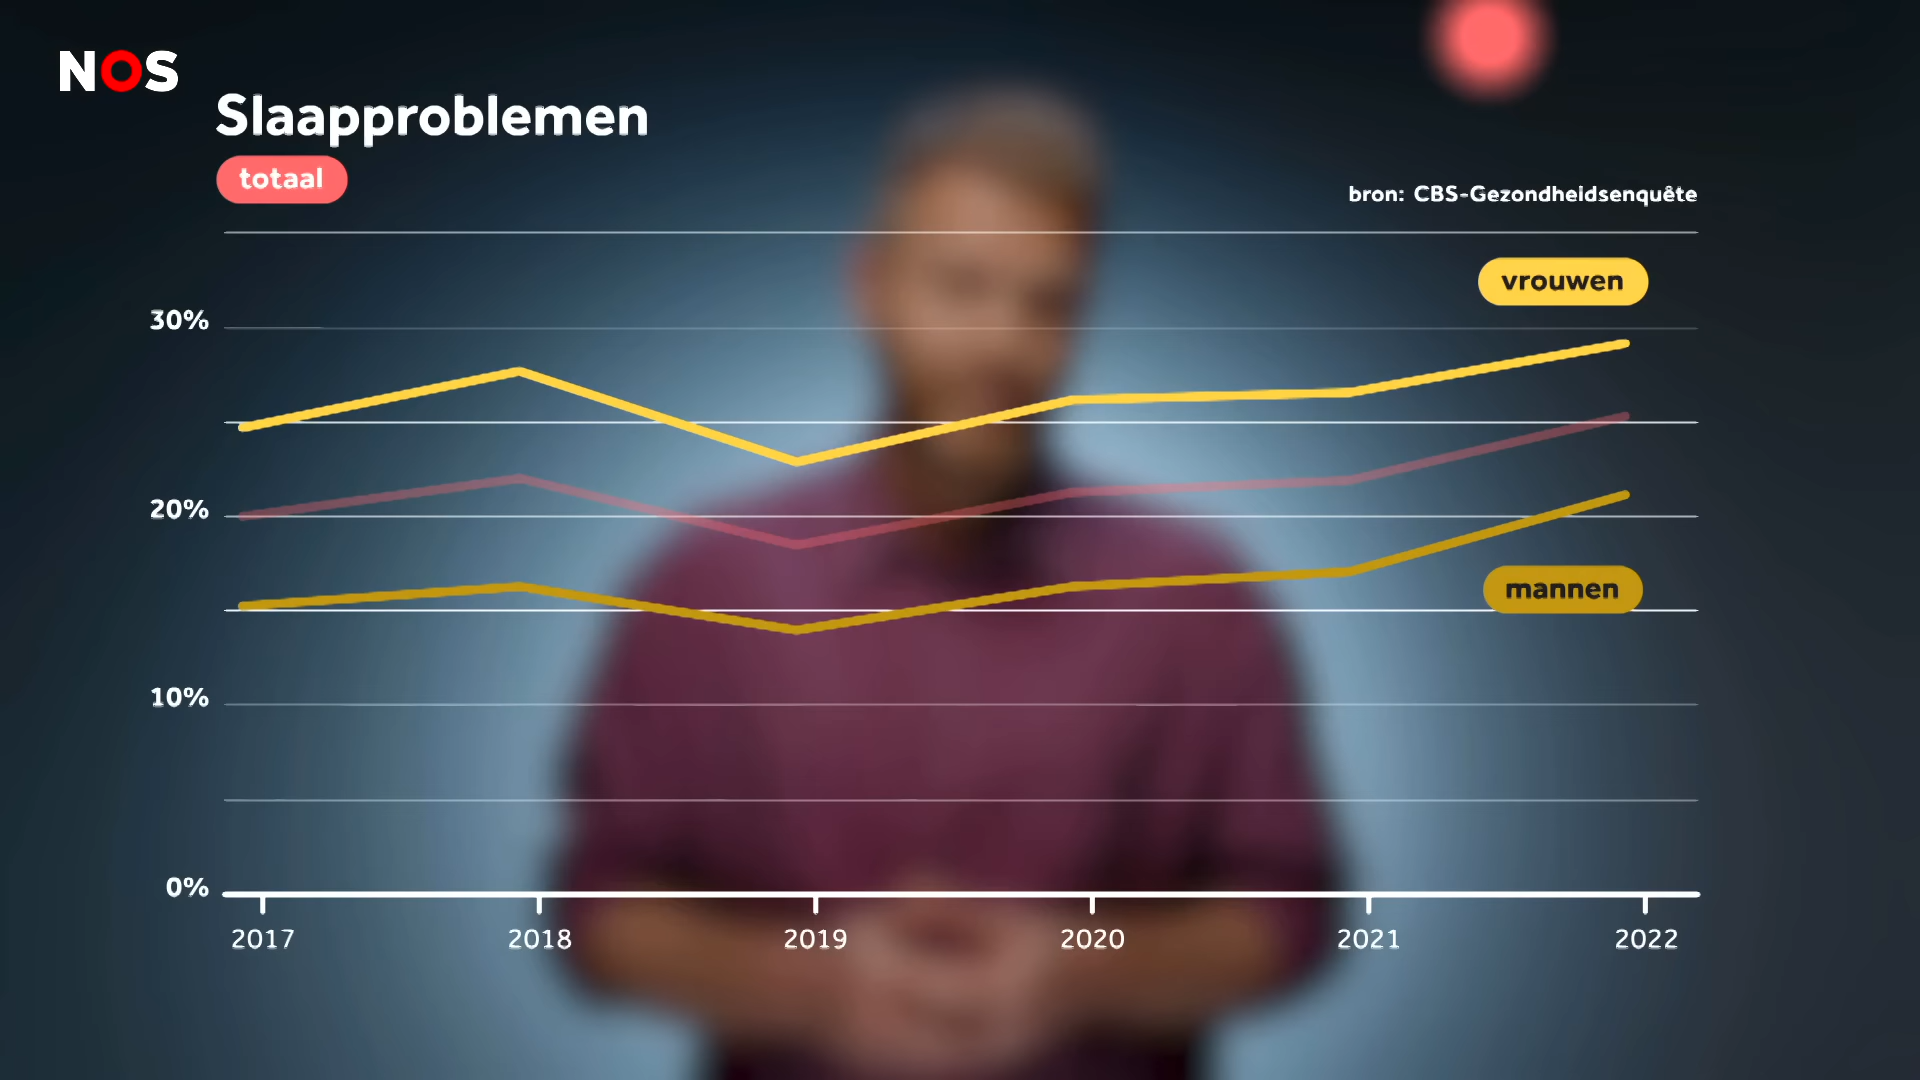 NOS
Slaapproblemen
totaal
bron: CBS-Gezondheidsenquête
vrouwen
30%
20%
mannen
10%
0%
2017 2018 2019 2020 2021 2022